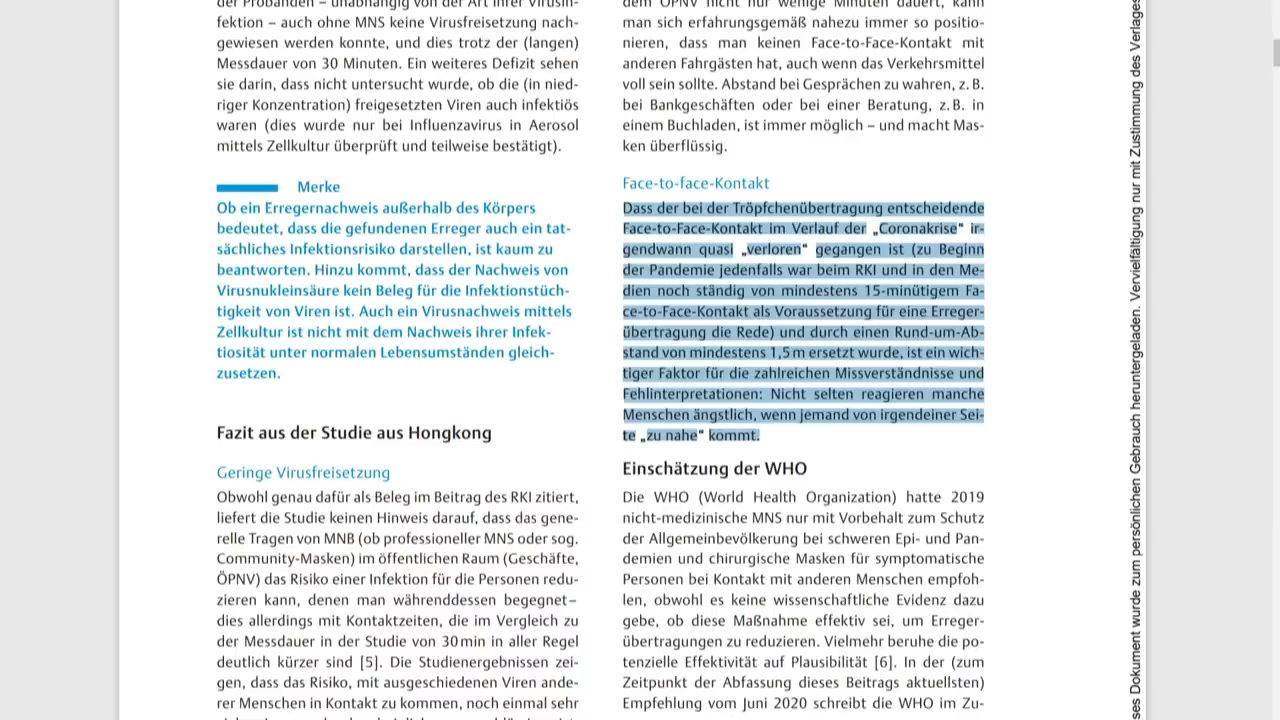 der Probanden – unabhängig von der Art ihrer Virusin-
fektion – auch ohne MNS keine Virusfreisetzung nach-
gewiesen werden konnte, und dies trotz der (langen)
Messdauer von 30 Minuten. Ein weiteres Defizit sehen
sie darin, dass nicht untersucht wurde, ob die (in nied-
riger Konzentration) freigesetzten Viren auch infektiös
waren (dies wurde nur bei Influenzavirus in Aerosol
mittels Zellkultur überprüft und teilweise bestätigt).
Merke
Ob ein Erregernachweis außerhalb des Körpers
bedeutet, dass die gefundenen Erreger auch ein tat-
sächliches Infektionsrisiko darstellen, ist kaum zu
beantworten. Hinzu kommt, dass der Nachweis von
Virusnukleinsäure kein Beleg für die Infektionstüch-
tigkeit von Viren ist. Auch ein Virusnachweis mittels
Zellkultur ist nicht mit dem Nachweis ihrer Infek-
tiosität unter normalen Lebensumständen gleich-
zusetzen.
Fazit aus der Studie aus Hongkong
Geringe Virusfreisetzung
Obwohl genau dafür als Beleg im Beitrag des RKI zitiert,
liefert die Studie keinen Hinweis darauf, dass das gene-
relle Tragen von MNB (ob professioneller MNS oder sog.
Community-Masken) im öffentlichen Raum (Geschäfte,
ÖPNV) das Risiko einer Infektion für die Personen redu-
zieren kann, denen man währenddessen begegnet –
dies allerdings mit Kontaktzeiten, die im Vergleich zu
der Messdauer in der Studie von 30 min in aller Regel
deutlich kürzer sind [5]. Die Studienergebnissen zei-
gen, dass das Risiko, mit ausgeschiedenen Viren ande-
rer Menschen in Kontakt zu kommen, noch einmal sehr
dem ÖPNV nicht nur wenige Minuten dauert, kann
man sich erfahrungsgemäß nahezu immer so positio-
nieren, dass man keinen Face-to-Face-Kontakt mit
anderen Fahrgästen hat, auch wenn das Verkehrsmittel
voll sein sollte. Abstand bei Gesprächen zu wahren, z. B.
bei Bankgeschäften oder bei einer Beratung, z. B. in
einem Buchladen, ist immer möglich – und macht Mas-
ken überflüssig.
Face-to-face-Kontakt
Dass der bei der Tröpfchenübertragung entscheidende
Face-to-Face-Kontakt im Verlauf der „Coronakrise“ ir-
gendwann quasi „verloren“ gegangen ist (zu Beginn
der Pandemie jedenfalls war beim RKI und in den Me-
dien noch ständig von mindestens 15-minütigem Fa-
ce-to-Face-Kontakt als Voraussetzung für eine Erreger-
übertragung die Rede) und durch einen Rund-um-Ab-
stand von mindestens 1,5 m ersetzt wurde, ist ein wich-
tiger Faktor für die zahlreichen Missverständnisse und
Fehlinterpretationen: Nicht selten reagieren manche
Menschen ängstlich, wenn jemand von irgendeiner Sei-
te „zu nahe“ kommt.
Einschätzung der WHO
Die WHO (World Health Organization) hatte 2019
nicht-medizinische MNS nur mit Vorbehalt zum Schutz
der Allgemeinbevölkerung bei schweren Epi- und Pan-
demien und chirurgische Masken für symptomatische
Personen bei Kontakt mit anderen Menschen empfoh-
len, obwohl es keine wissenschaftliche Evidenz dazu
gebe, ob diese Maßnahme effektiv sei, um Erreger-
übertragungen zu reduzieren. Vielmehr beruhe die po-
tenzielle Effektivität auf Plausibilität [6]. In der (zum
Zeitpunkt der Abfassung dieses Beitrags aktuellsten)
Empfehlung vom Juni 2020 schreibt die WHO im Zu-
ses Dokument wurde zum persönlichen Gebrauch heruntergeladen. Vervielfältigung nur mit Zustimmung des Verlages